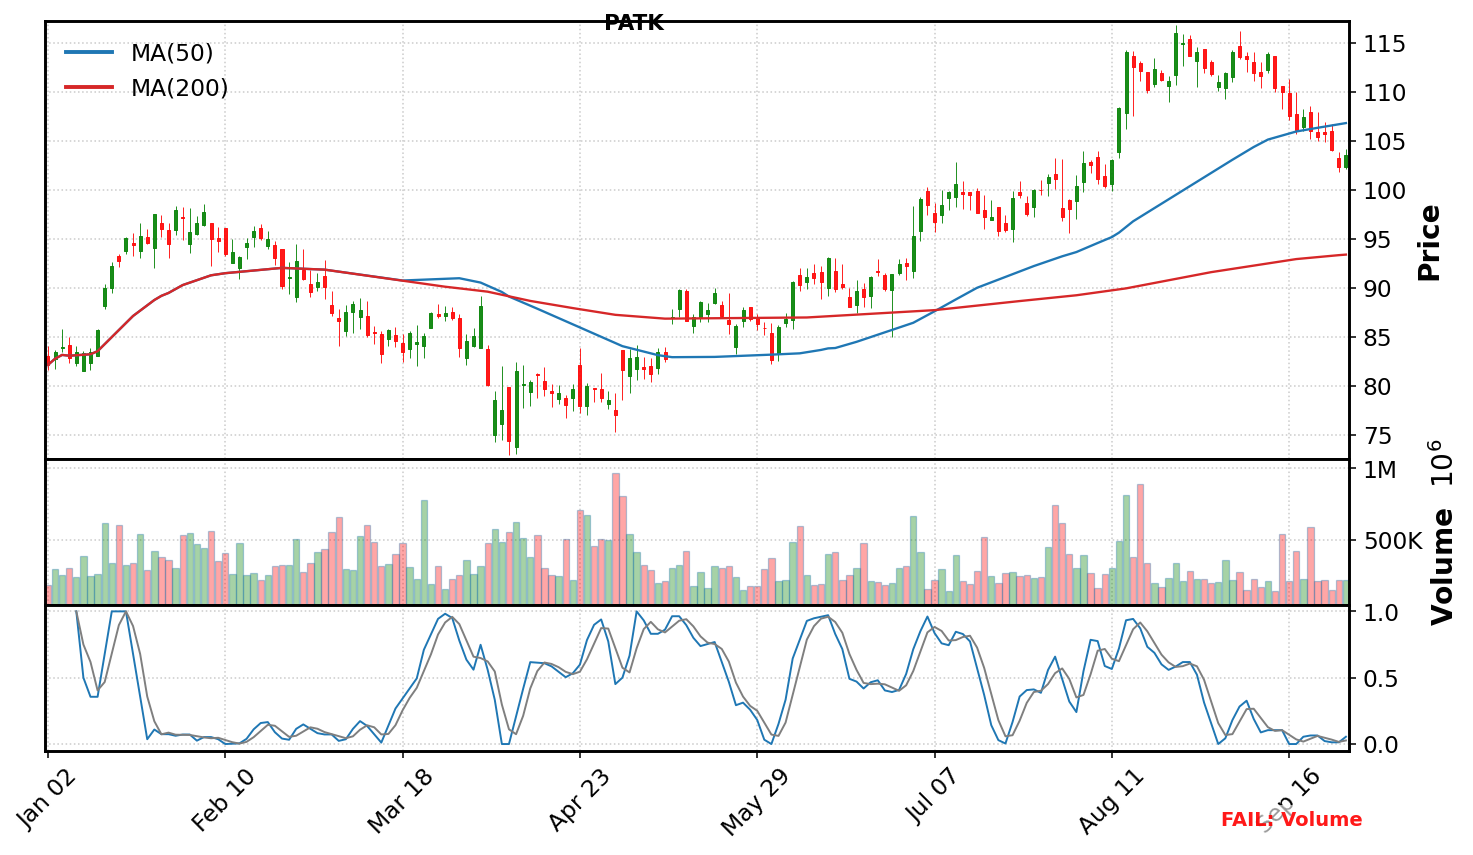 PATK
MA(50)
MA(200)
115
110
105
100
95
90
85
80
75
Price
1M
500K
Volume 10^6
1.0
0.5
0.0
Jan 02
Feb 10
Mar 18
Apr 23
May 29
Jul 07
Aug 11
Sep 16
FAIL: Volume